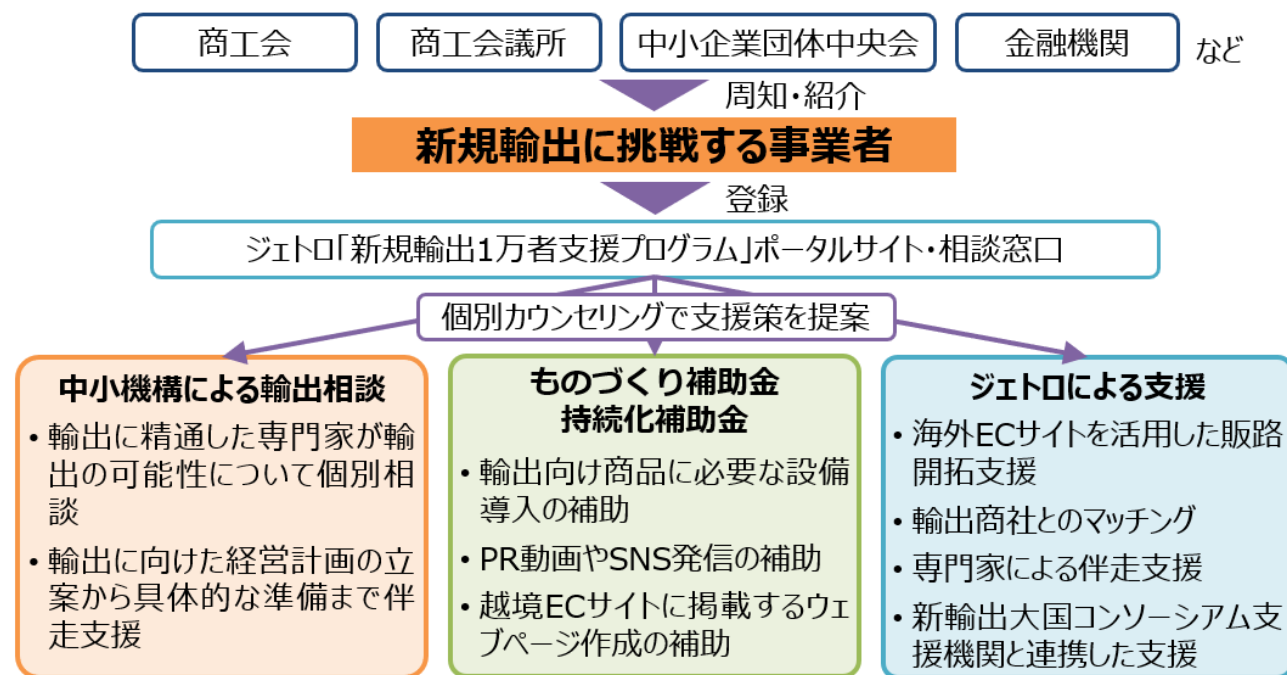 商工会
商工会議所
中小企業団体中央会
金融機関
など
周知・紹介
新規輸出に挑戦する事業者
登録
ジェトロ「新規輸出1万者支援プログラム」ポータルサイト・相談窓口
個別カウンセリングで支援策を提案
中小機構による輸出相談
• 輸出に精通した専門家が輸
出の可能性について個別相
談
• 輸出に向けた経営計画の立
案から具体的な準備まで伴
走支援
ものづくり補助金
持続化補助金
• 輸出向け商品に必要な設備
導入の補助
• PR動画やSNS発信の補助
• 越境ECサイトに掲載するウェ
ブページ作成の補助
ジェトロによる支援
• 海外ECサイトを活用した販路
開拓支援
• 輸出商社とのマッチング
• 専門家による伴走支援
• 新輸出大国コンソーシアム支
援機関と連携した支援